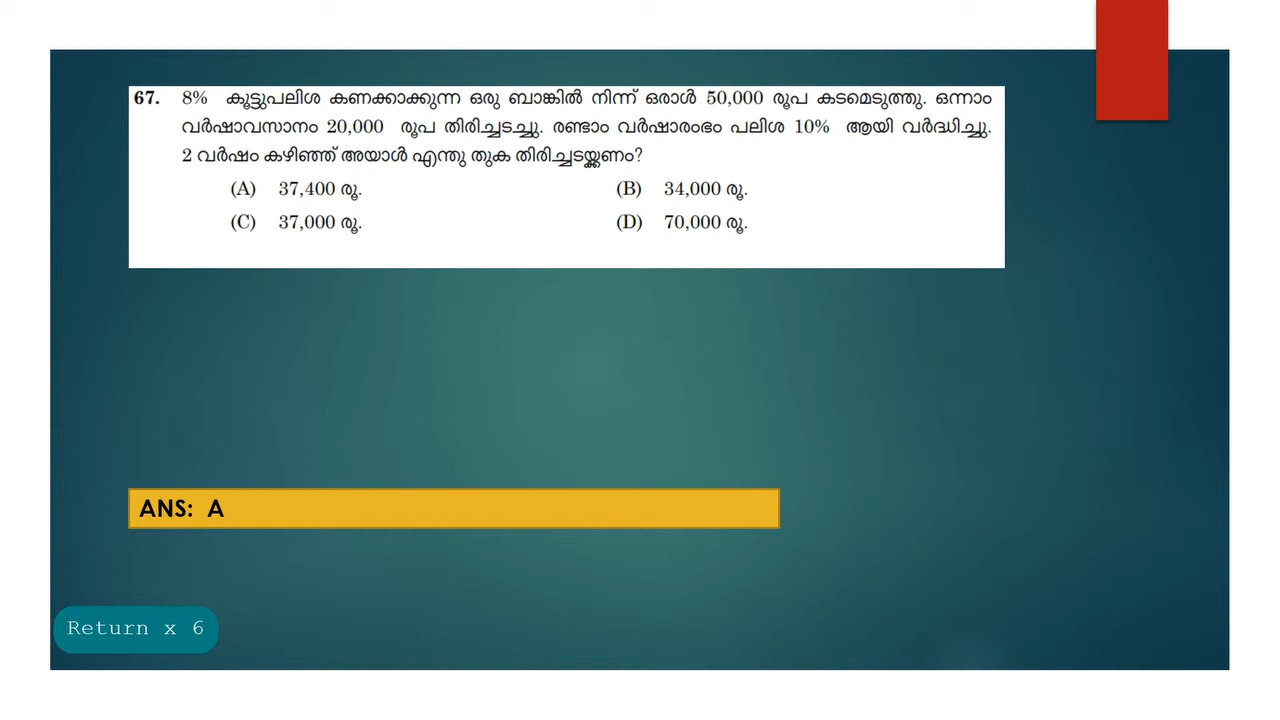 67. 8% കൂട്ടുപലിശ കണക്കാക്കുന്ന ഒരു ബാങ്കിൽ നിന്ന് ഒരാൾ 50,000 രൂപ കടമെടുത്തു. ഒന്നാം
വർഷാവസാനം 20,000 രൂപ തിരിച്ചടച്ചു. രണ്ടാം വർഷാരംഭം പലിശ 10% ആയി വർദ്ധിച്ചു.
2 വർഷം കഴിഞ്ഞ് അയാൾ എന്തു തുക തിരിച്ചടയ്ക്കണം?
(A) 37,400 രൂ. (B) 34,000 രൂ.
(C) 37,000 രൂ. (D) 70,000 രൂ.
ANS: A
Return x 6